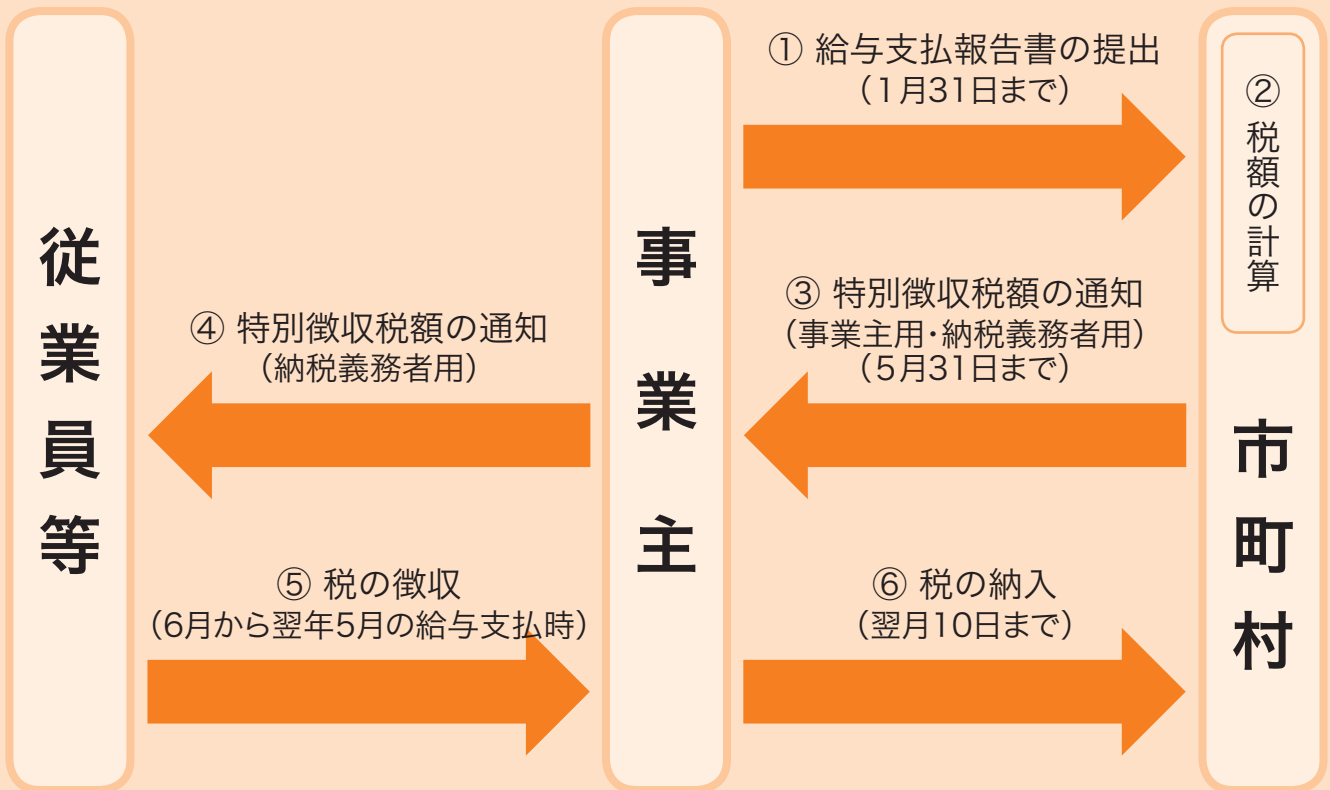 従業員等
事業主
市町村
① 給与支払報告書の提出
（1月31日まで）
② 税額の計算
③ 特別徴収税額の通知
（事業主用・納税義務者用）
（5月31日まで）
④ 特別徴収税額の通知
（納税義務者用）
⑤ 税の徴収
（6月から翌年5月の給与支払時）
⑥ 税の納入
（翌月10日まで）